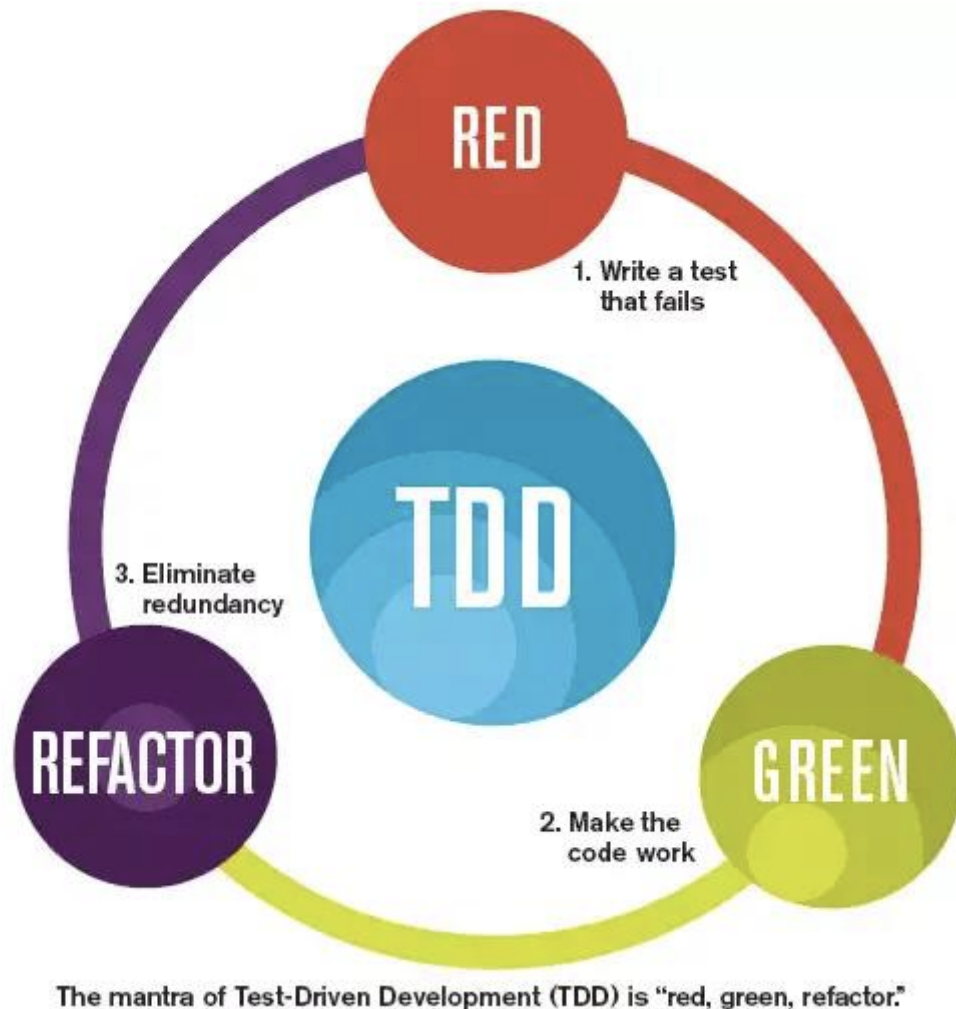 RED
1. Write a test
that fails
TDD
3. Eliminate
redundancy
REFACTOR
GREEN
2. Make the
code work
The mantra of Test-Driven Development (TDD) is “red, green, refactor.”